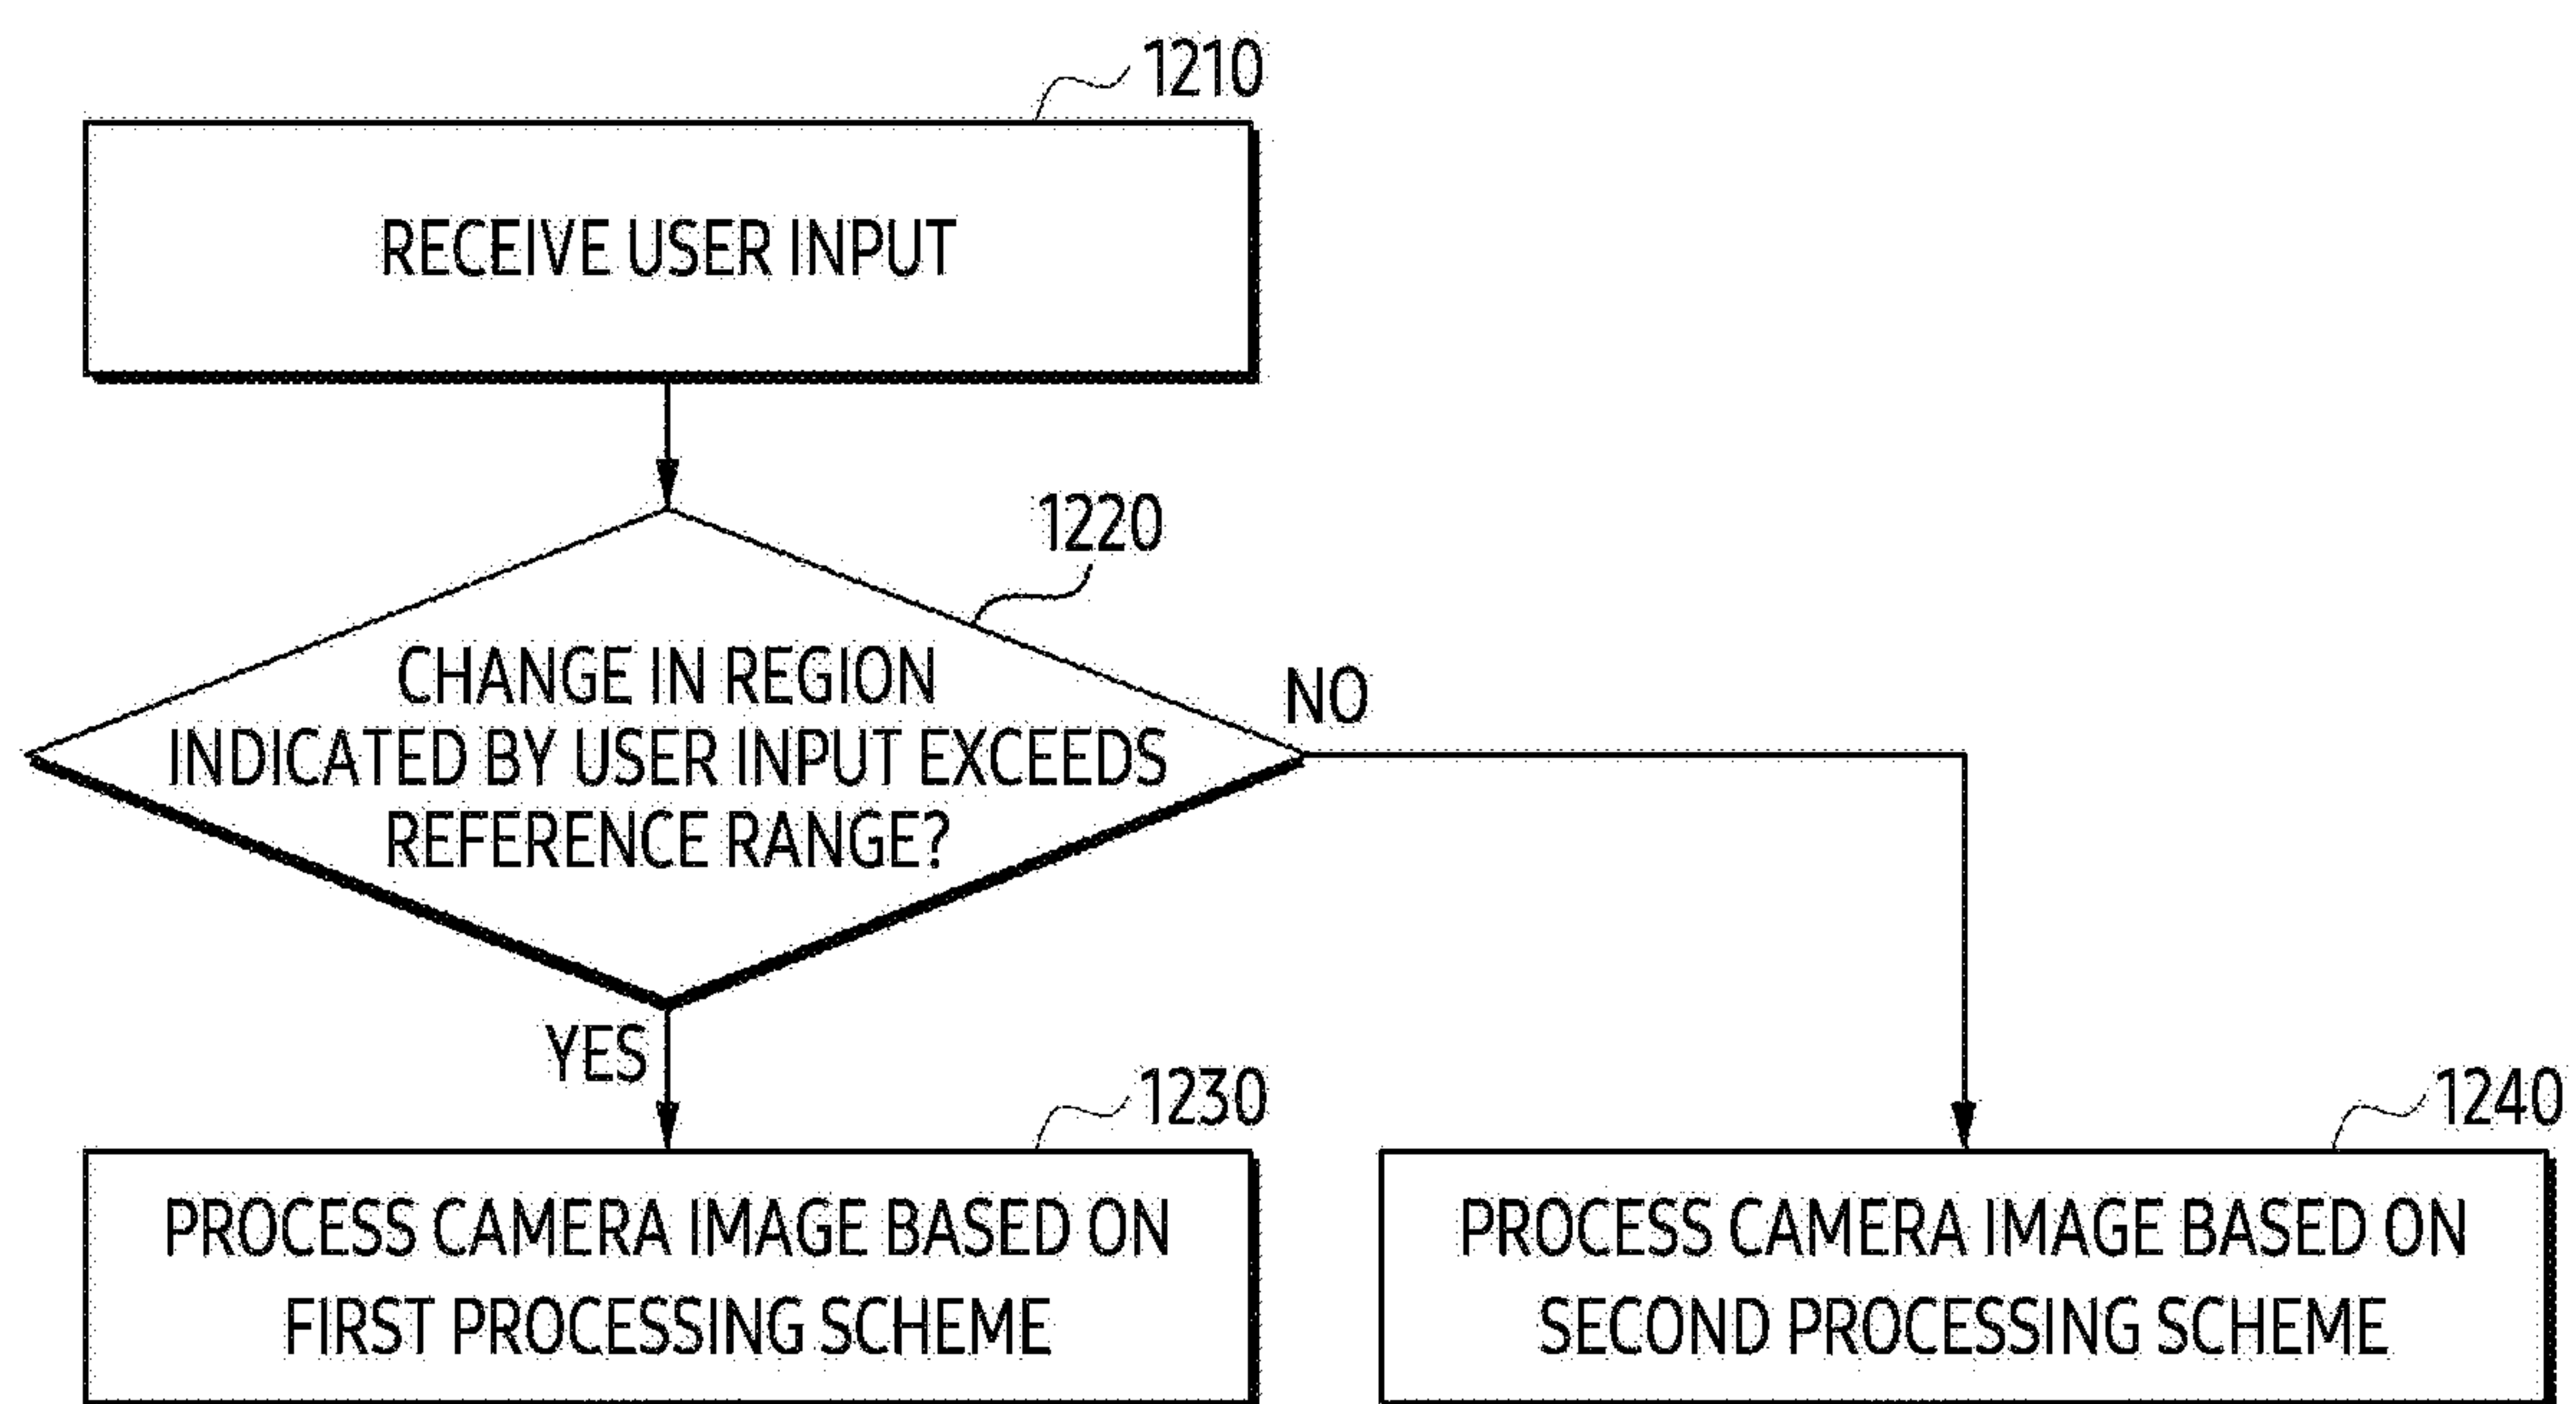 1210
RECEIVE USER INPUT
1220
CHANGE IN REGION
INDICATED BY USER INPUT EXCEEDS
REFERENCE RANGE?
NO
YES
1230
PROCESS CAMERA IMAGE BASED ON
FIRST PROCESSING SCHEME
1240
PROCESS CAMERA IMAGE BASED ON
SECOND PROCESSING SCHEME